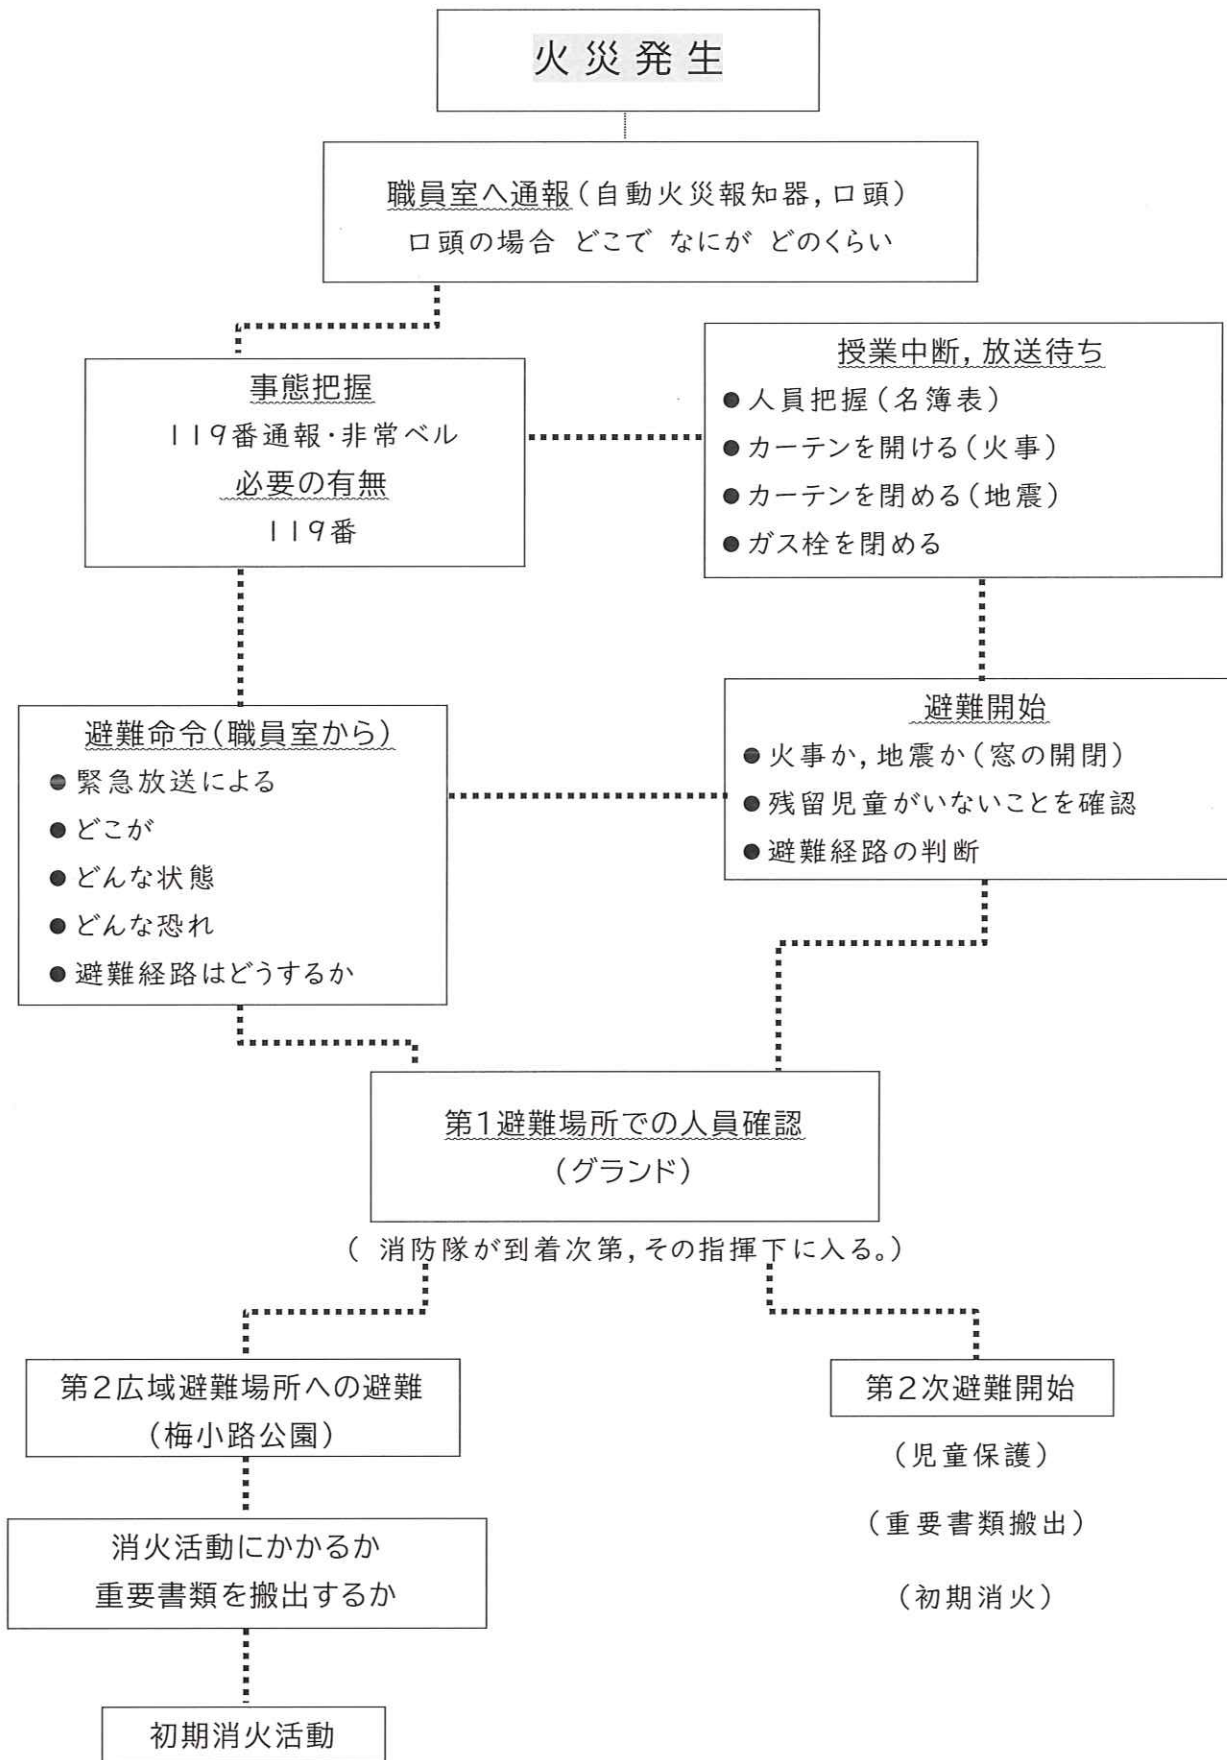 火災発生
職員室へ通報(自動火災報知器,口頭)
口頭の場合 どこで なにが どのくらい
事態把握
119番通報・非常ベル
必要の有無
119番
授業中断,放送待ち
●人員把握(名簿表)
●カーテンを開ける(火事)
●カーテンを閉める(地震)
●ガス栓を閉める
避難命令(職員室から)
●緊急放送による
●どこが
●どんな状態
●どんな恐れ
●避難経路はどうするか
避難開始
●火事か,地震か(窓の開閉)
●残留児童がいないことを確認
●避難経路の判断
第1避難場所での人員確認
(グランド)
( 消防隊が到着次第,その指揮下に入る。)
第2広域避難場所への避難
(梅小路公園)
消火活動にかかるか
重要書類を搬出するか
初期消火活動
第2次避難開始
(児童保護)
(重要書類搬出)
(初期消火)